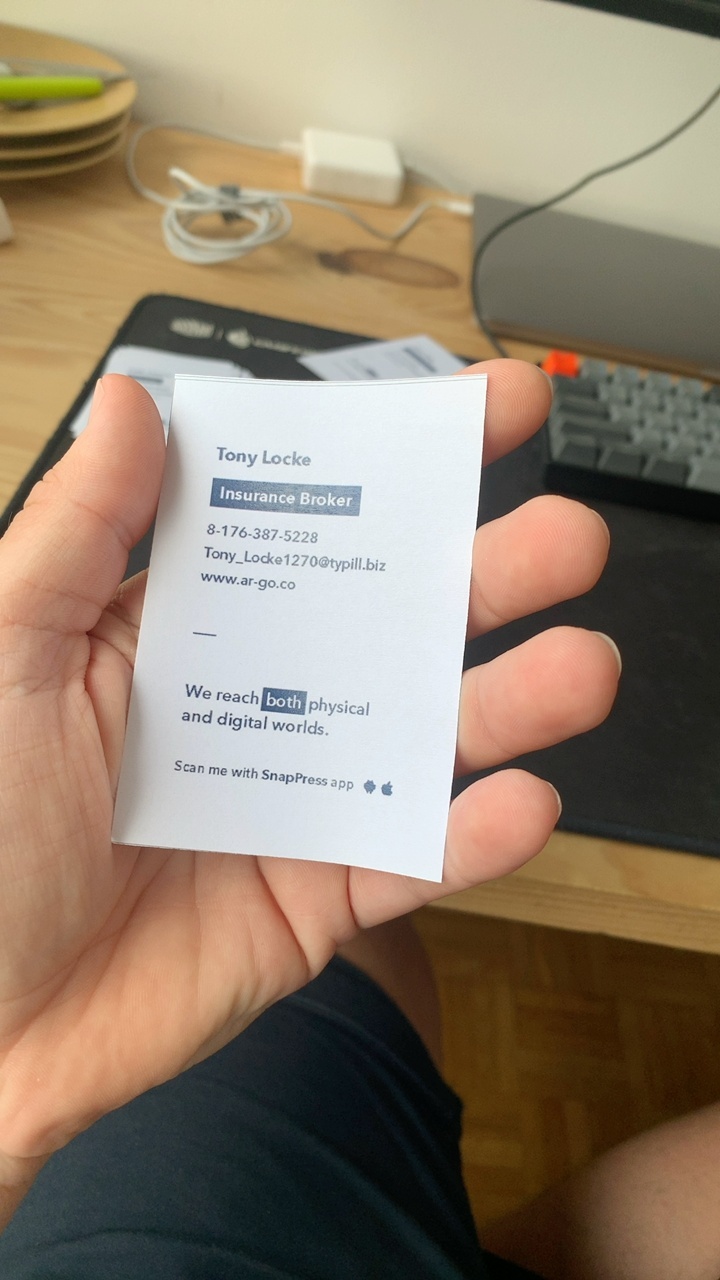 Tony Locke
Insurance Broker
8-176-387-5228
Tony_Locke1270@typill.biz
www.ar-go.co
We reach both physical
and digital worlds.
Scan me with SnapPress app